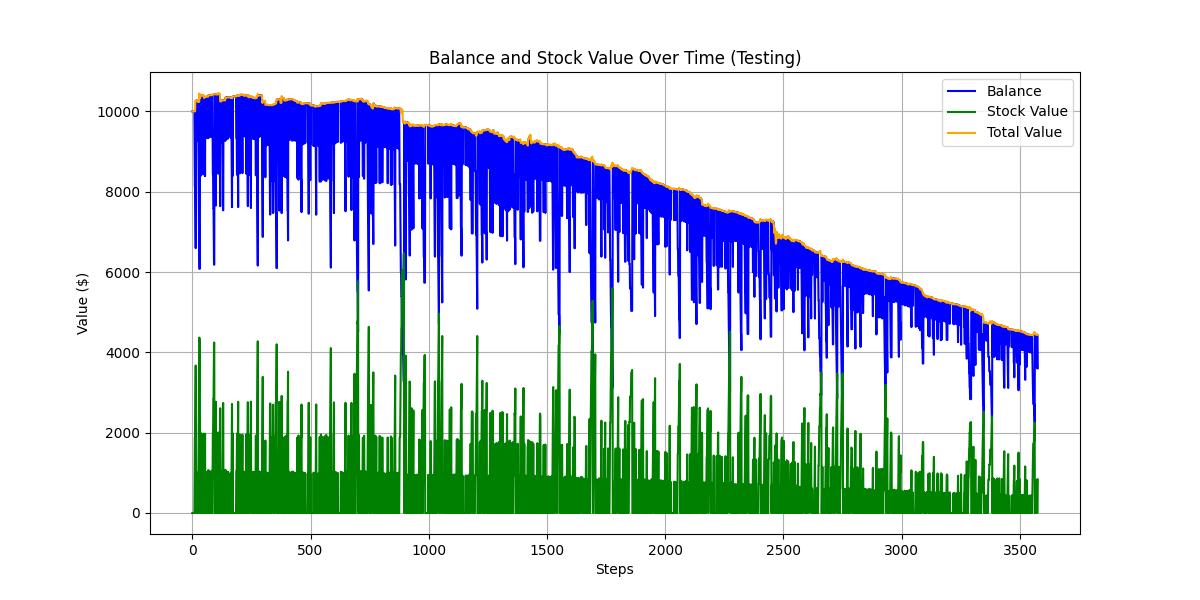 Balance and Stock Value Over Time (Testing)
Balance
Stock Value
Total Value
Value ($)
10000
8000
6000
4000
2000
0
0 500 1000 1500 2000 2500 3000 3500
Steps